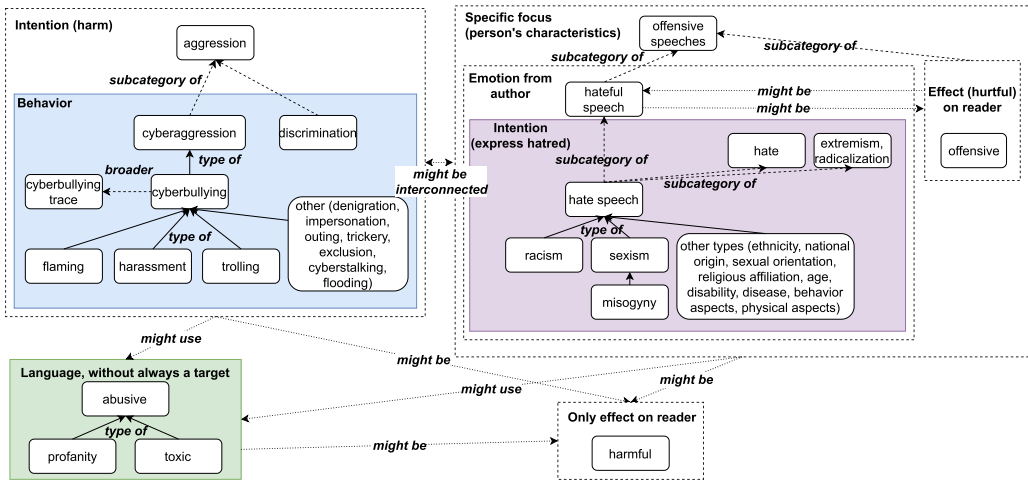 Intention (harm)
aggression
subcategory of
Behavior
cyberaggression
discrimination
type of
broader
cyberbullying
trace
cyberbullying
type of
flaming
harassment
trolling
other (denigration,
impersonation,
outing, trickery,
exclusion,
cyberstalking,
flooding)
might be
interconnected
Specific focus
(person's characteristics)
offensive
speeches
subcategory of
subcategory of
Emotion from
author
hateful
speech
might be
might be
Effect (hurtful)
on reader
offensive
Intention
(express hatred)
subcategory of
hate
extremism,
radicalization
subcategory of
hate speech
type of
racism
sexism
misogyny
other types (ethnicity, national
origin, sexual orientation,
religious affiliation, age,
disability, disease, behavior
aspects, physical aspects)
might use
might be
might be
might use
Language, without always a target
abusive
type of
profanity
toxic
might be
Only effect on reader
harmful